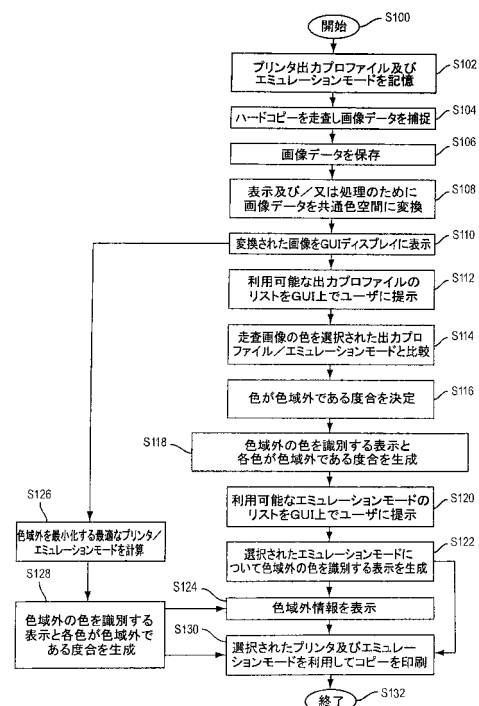 開始
S100
プリンタ出力プロファイル及び
エミュレーションモードを記憶
S102
ハードコピーを走査し画像データを捕捉
S104
画像データを保存
S106
表示及び/又は処理のために
画像データを共通色空間に変換
S108
変換された画像をGUIディスプレイに表示
S110
利用可能な出力プロファイルの
リストをGUI上でユーザに提示
S112
走査画像の色を選択された出力プロ
ファイル/エミュレーションモードと比較
S114
色が色域外である度合を決定
S116
S118
色域外の色を識別する表示と
各色が色域外である度合を生成
利用可能なエミュレーションモードの
リストをGUI上でユーザに提示
S120
S126
色域外を最小化する最適なプリンタ/
エミュレーションモードを計算
選択されたエミュレーションモードに
ついて色域外の色を識別する表示を生成
S122
S128
色域外の色を識別する
表示と各色が色域外で
ある度合を生成
S124
色域外情報を表示
S130
選択されたプリンタ及びエミュレー
ションモードを利用してコピーを印刷
終了
S132